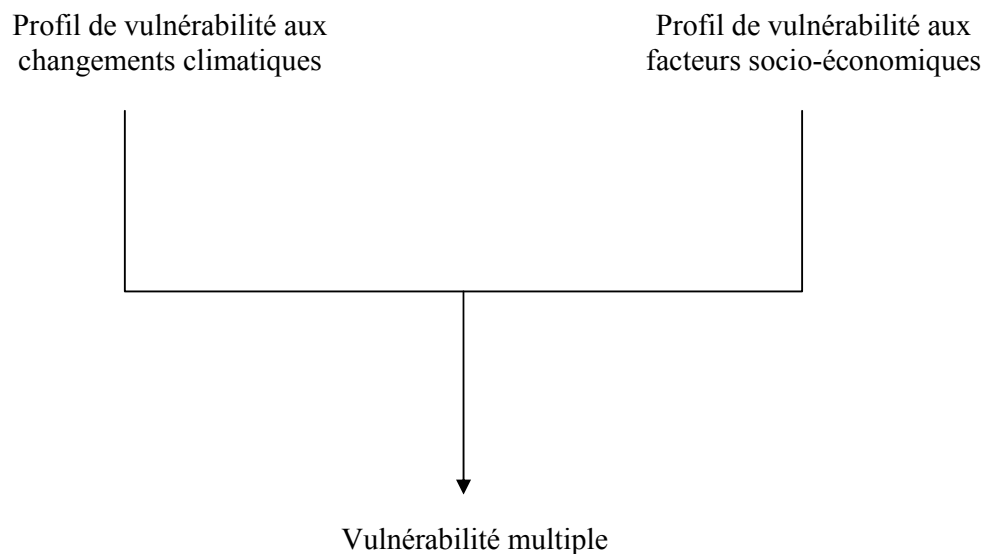 Profil de vulnérabilité aux
changements climatiques
Profil de vulnérabilité aux
facteurs socio-économiques
Vulnérabilité multiple